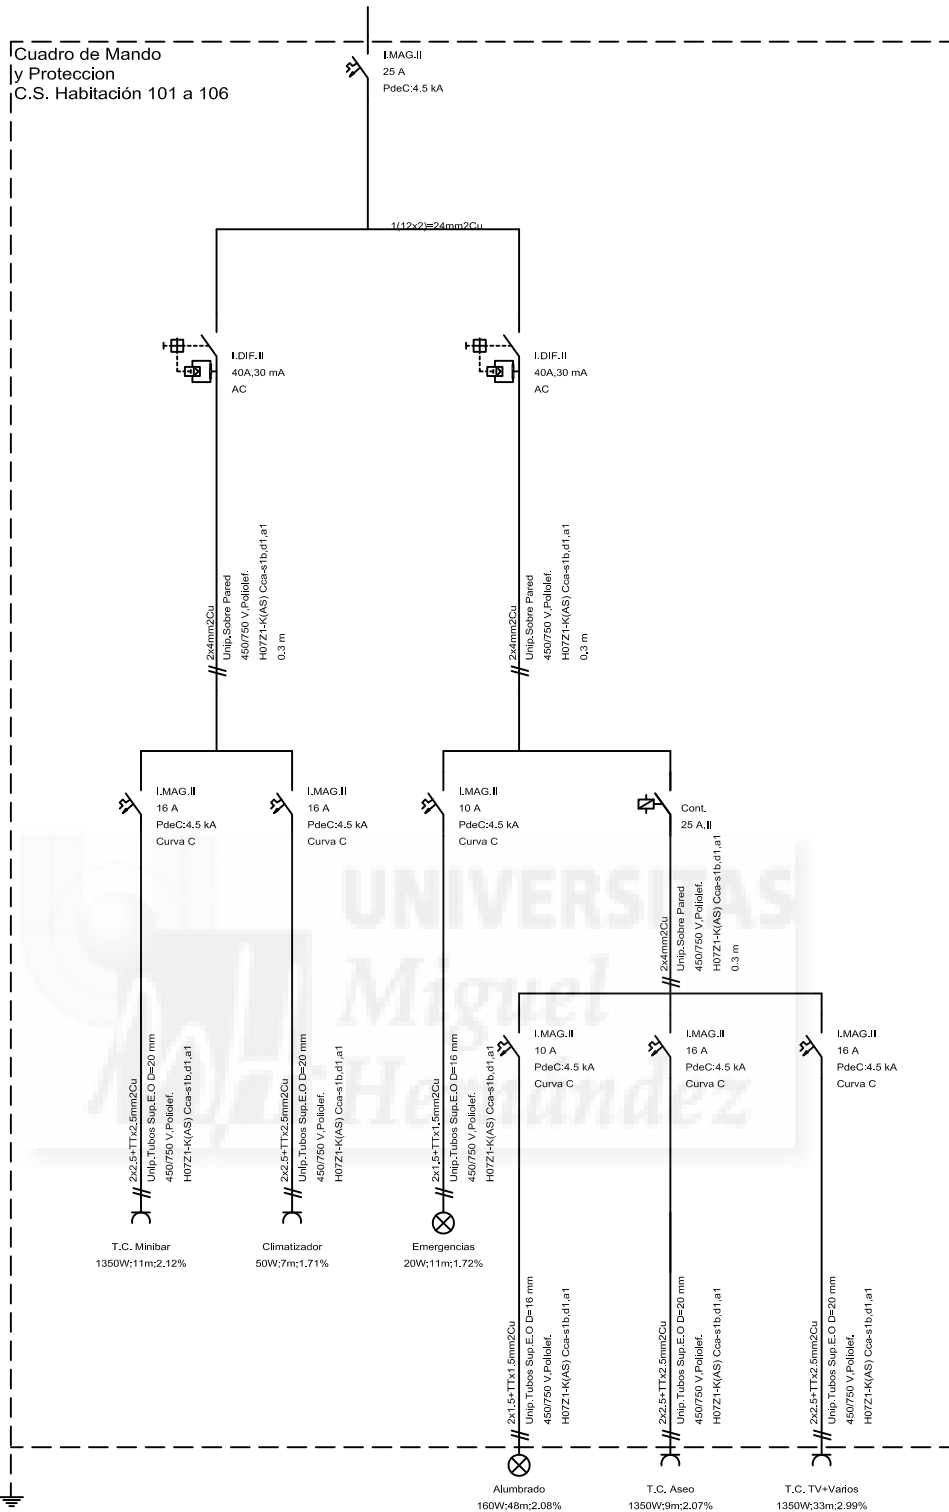 Cuadro de Mando
y Proteccion
C.S. Habitación 101 a 106
I.MAG.II
25 A
PdeC:4.5 kA
1(12x2)=24mm2Cu
I.DIF.II
40A,30 mA
AC
I.DIF.II
40A,30 mA
AC
2x4mm2Cu
Unip.Sobre Pared
450/750 V,Poliolef.
H07Z1-K(AS) Cca-s1b,d1,a1
0.3 m
2x4mm2Cu
Unip.Sobre Pared
450/750 V,Poliolef.
H07Z1-K(AS) Cca-s1b,d1,a1
0.3 m
I.MAG.II
16 A
PdeC:4.5 kA
Curva C
I.MAG.II
16 A
PdeC:4.5 kA
Curva C
I.MAG.II
10 A
PdeC:4.5 kA
Curva C
Cont.
25 A,II
2x4mm2Cu
Unip.Sobre Pared
450/750 V,Poliolef.
H07Z1-K(AS) Cca-s1b,d1,a1
0.3 m
UNIVERSITAS
Miguel
Hernández
I.MAG.II
10 A
PdeC:4.5 kA
Curva C
I.MAG.II
16 A
PdeC:4.5 kA
Curva C
I.MAG.II
16 A
PdeC:4.5 kA
Curva C
2x2.5+TTx2.5mm2Cu
Unip.Tubos Sup.E.O D=20 mm
450/750 V,Poliolef.
H07Z1-K(AS) Cca-s1b,d1,a1
2x2.5+TTx2.5mm2Cu
Unip.Tubos Sup.E.O D=20 mm
450/750 V,Poliolef.
H07Z1-K(AS) Cca-s1b,d1,a1
2x1.5+TTx1.5mm2Cu
Unip.Tubos Sup.E.O D=16 mm
450/750 V,Poliolef.
H07Z1-K(AS) Cca-s1b,d1,a1
T.C. Minibar
1350W;11m;2.12%
Climatizador
50W;7m;1.71%
Emergencias
20W;11m;1.72%
2x1.5+TTx1.5mm2Cu
Unip.Tubos Sup.E.O D=16 mm
450/750 V,Poliolef.
H07Z1-K(AS) Cca-s1b,d1,a1
2x2.5+TTx2.5mm2Cu
Unip.Tubos Sup.E.O D=20 mm
450/750 V,Poliolef.
H07Z1-K(AS) Cca-s1b,d1,a1
2x2.5+TTx2.5mm2Cu
Unip.Tubos Sup.E.O D=20 mm
450/750 V,Poliolef.
H07Z1-K(AS) Cca-s1b,d1,a1
Alumbrado
160W;48m;2.08%
T.C. Aseo
1350W;9m;2.07%
T.C. TV+Varios
1350W;33m;2.99%